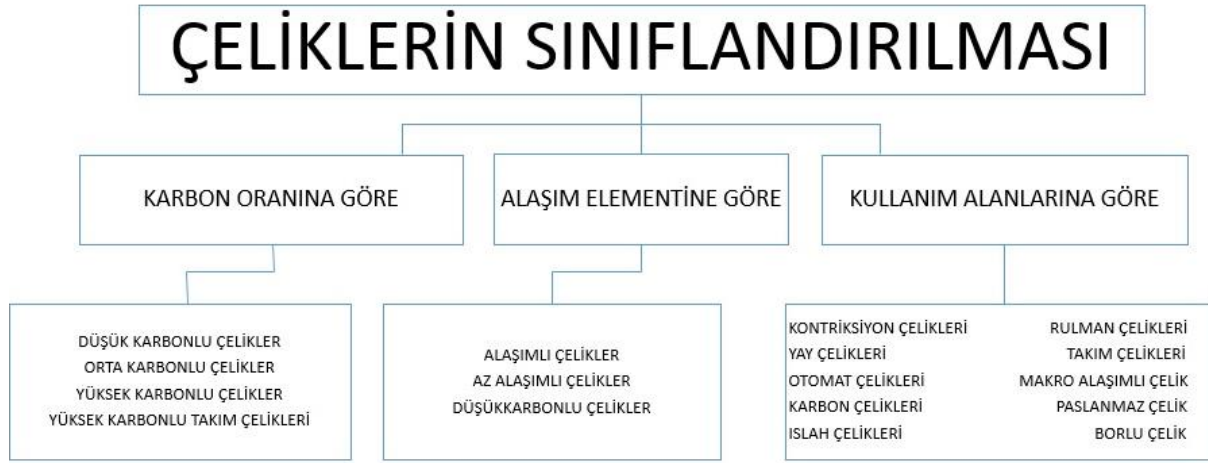 ÇELİKLERİN SINIFLANDIRILMASI
KARBON ORANINA GÖRE
ALAŞIM ELEMENTİNE GÖRE
KULLANIM ALANLARINA GÖRE
DÜŞÜK KARBONLU ÇELİKLER
ORTA KARBONLU ÇELİKLER
YÜKSEK KARBONLU ÇELİKLER
YÜKSEK KARBONLU TAKIM ÇELİKLERİ
ALAŞIMLI ÇELİKLER
AZ ALAŞIMLI ÇELİKLER
DÜŞÜKKARBONLU ÇELİKLER
KONTRİKSİYON ÇELİKLERİ
YAY ÇELİKLERİ
OTOMAT ÇELİKLERİ
KARBON ÇELİKLERİ
ISLAH ÇELİKLERİ
RULMAN ÇELİKLERİ
TAKIM ÇELİKLERİ
MAKRO ALAŞIMLI ÇELİK
PASLANMAZ ÇELİK
BORLU ÇELİK